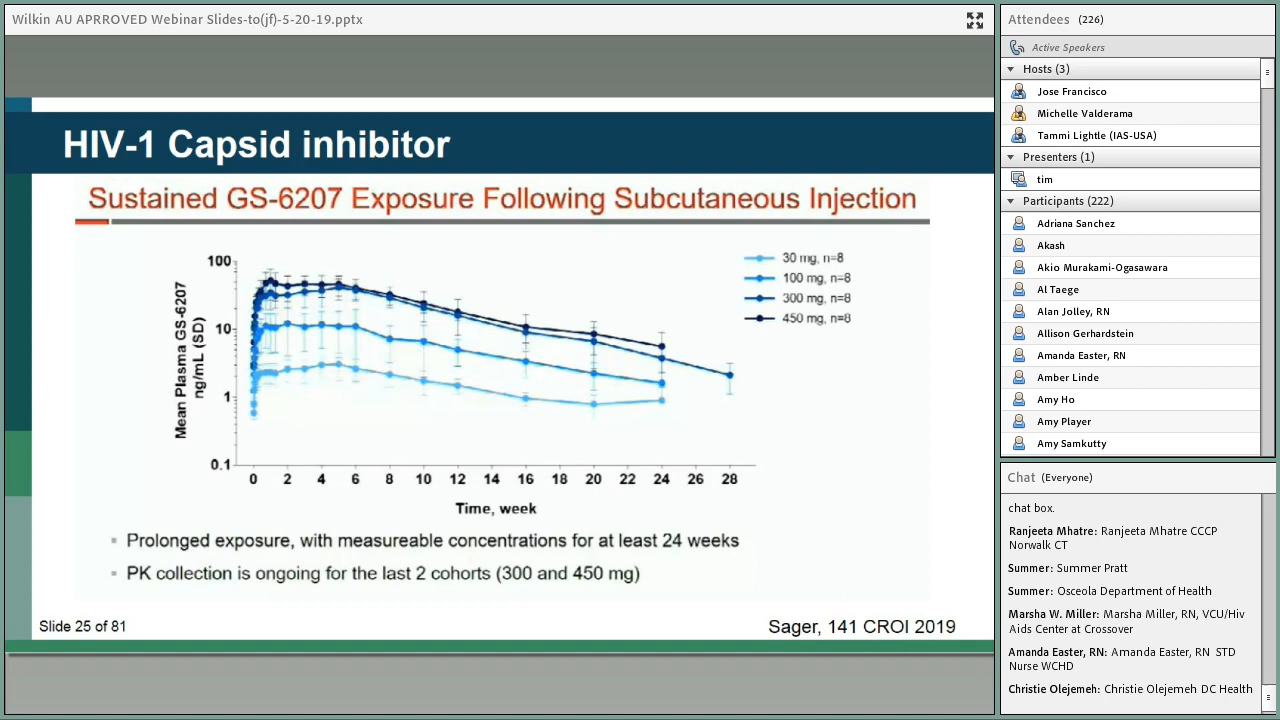 Wilkin AU APRROVED Webinar Slides-to(jf)-5-20-19.pptx
HIV-1 Capsid inhibitor
Sustained GS-6207 Exposure Following Subcutaneous Injection
Mean Plasma GS-6207
ng/mL (SD)
100
10
1
0.1
30 mg, n=8
100 mg, n=8
300 mg, n=8
450 mg, n=8
0 2 4 6 8 10 12 14 16 18 20 22 24 26 28
Time, week
Prolonged exposure, with measureable concentrations for at least 24 weeks
PK collection is ongoing for the last 2 cohorts (300 and 450 mg)
Slide 25 of 81
Sager, 141 CROI 2019
Attendees (226)
Active Speakers
Hosts (3)
Jose Francisco
Michelle Valderama
Tammi Lightle (IAS-USA)
Presenters (1)
tim
Participants (222)
Adriana Sanchez
Akash
Akio Murakami-Ogasawara
Al Taege
Alan Jolley, RN
Allison Gerhardstein
Amanda Easter, RN
Amber Linde
Amy Ho
Amy Player
Amy Samkutty
Chat (Everyone)
chat box.
Ranjeeta Mhatre: Ranjeeta Mhatre CCCP
Norwalk CT
Summer: Summer Pratt
Summer: Osceola Department of Health
Marsha W. Miller: Marsha Miller, RN, VCU/Hiv
Aids Center at Crossover
Amanda Easter, RN: Amanda Easter, RN STD
Nurse WCHD
Christie Olejemeh: Christie Olejemeh DC Health